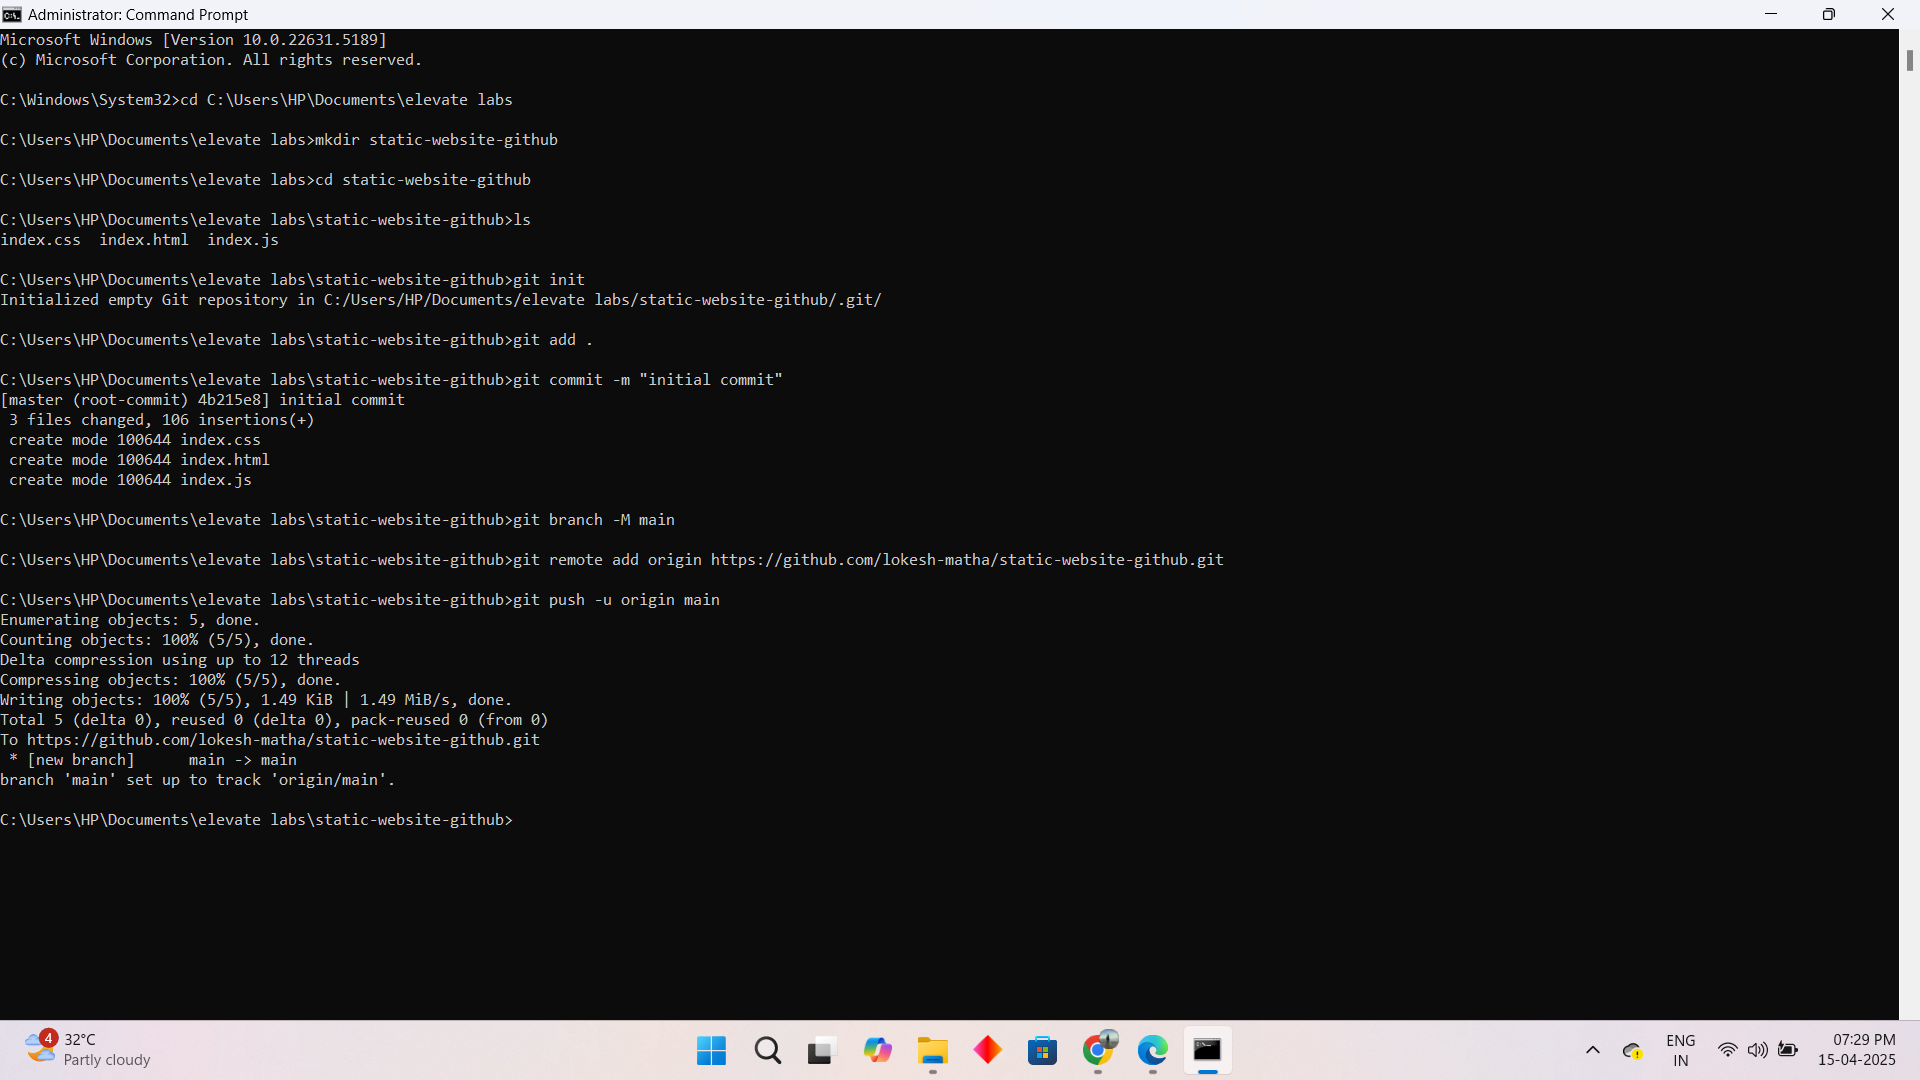 Administrator: Command Prompt
Microsoft Windows [Version 10.0.22631.5189]
(c) Microsoft Corporation. All rights reserved.
C:\Windows\System32>cd C:\Users\HP\Documents\elevate labs
C:\Users\HP\Documents\elevate labs>mkdir static-website-github
C:\Users\HP\Documents\elevate labs>cd static-website-github
C:\Users\HP\Documents\elevate labs\static-website-github>ls
index.css  index.html  index.js
C:\Users\HP\Documents\elevate labs\static-website-github>git init
Initialized empty Git repository in C:/Users/HP/Documents/elevate labs/static-website-github/.git/
C:\Users\HP\Documents\elevate labs\static-website-github>git add .
C:\Users\HP\Documents\elevate labs\static-website-github>git commit -m "initial commit"
[master (root-commit) 4b215e8] initial commit
 3 files changed, 106 insertions(+)
 create mode 100644 index.css
 create mode 100644 index.html
 create mode 100644 index.js
C:\Users\HP\Documents\elevate labs\static-website-github>git branch -M main
C:\Users\HP\Documents\elevate labs\static-website-github>git remote add origin https://github.com/lokesh-matha/static-website-github.git
C:\Users\HP\Documents\elevate labs\static-website-github>git push -u origin main
Enumerating objects: 5, done.
Counting objects: 100% (5/5), done.
Delta compression using up to 12 threads
Compressing objects: 100% (5/5), done.
Writing objects: 100% (5/5), 1.49 KiB | 1.49 MiB/s, done.
Total 5 (delta 0), reused 0 (delta 0), pack-reused 0 (from 0)
To https://github.com/lokesh-matha/static-website-github.git
 * [new branch]      main -> main
branch 'main' set up to track 'origin/main'.
C:\Users\HP\Documents\elevate labs\static-website-github>
4
32°C
Partly cloudy
ENG
IN
07:29 PM
15-04-2025